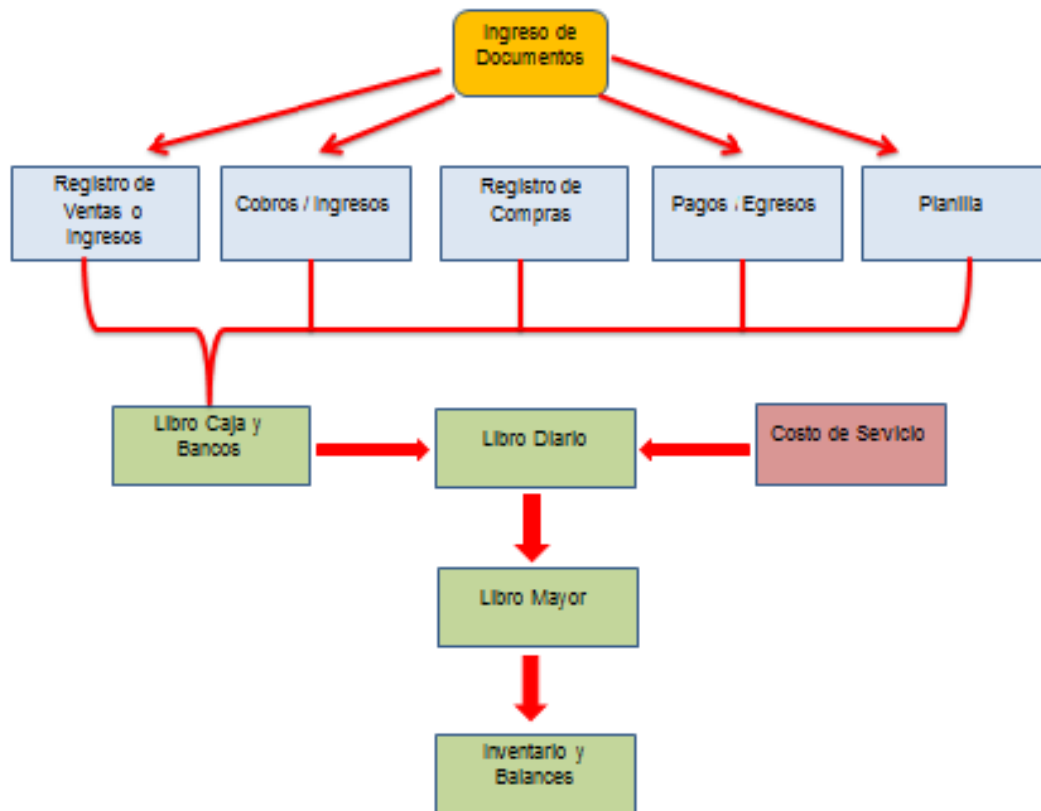 Ingreso de
Documentos
Registro de
Ventas o
Ingresos
Cobros / Ingresos
Registro de
Compras
Pagos / Egresos
Planilla
Libro Caja y
Bancos
Libro Diario
Costo de Servicio
Libro Mayor
Inventario y
Balances